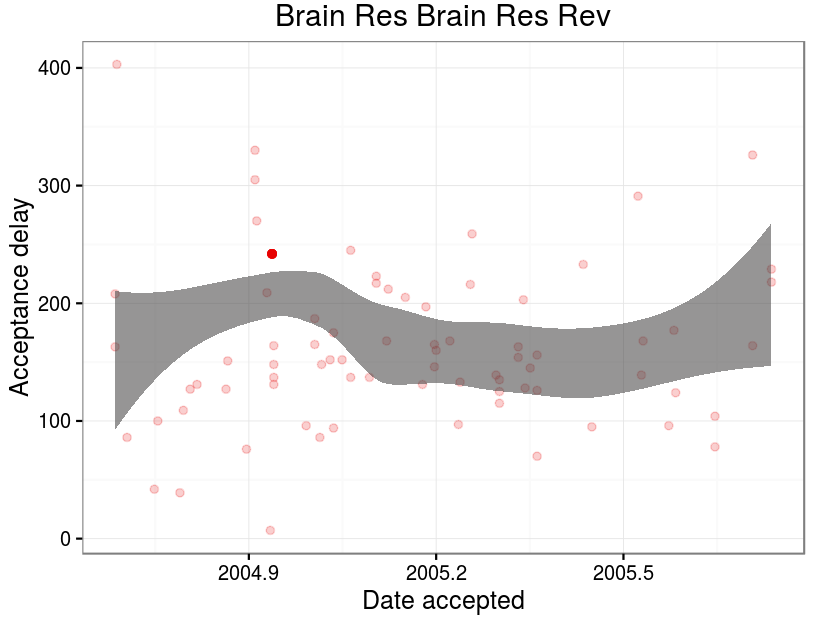 Brain Res Brain Res Rev
Acceptance delay
400
300
200
100
0
2004.9
2005.2
2005.5
Date accepted